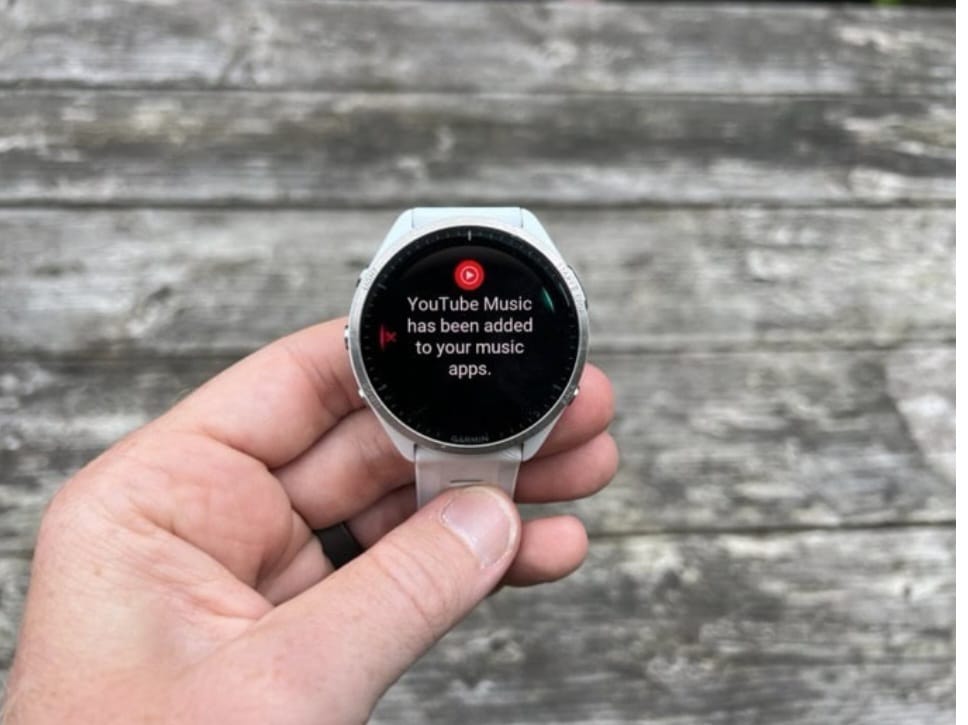 YouTube Music
has been added
to your music
apps.
GARMIN